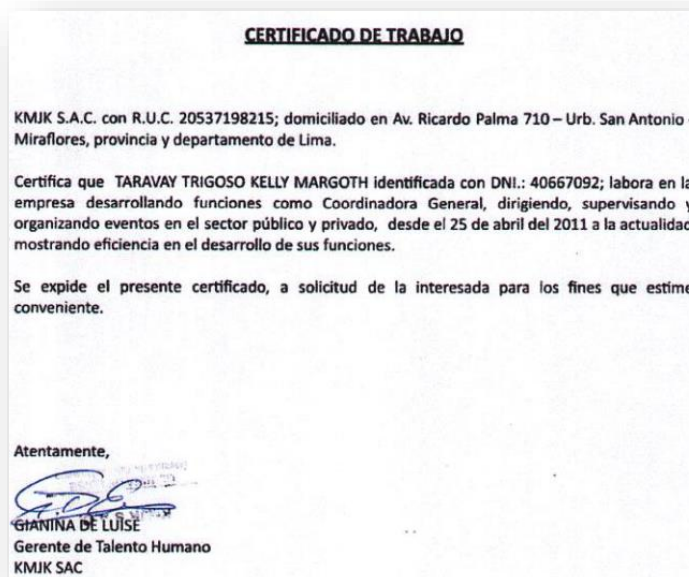 CERTIFICADO DE TRABAJO
KMJK S.A.C. con R.U.C. 20537198215; domiciliado en Av. Ricardo Palma 710 – Urb. San Antonio -
Miraflores, provincia y departamento de Lima.
Certifica que TARAVAY TRIGOSO KELLY MARGOTH identificada con DNI.: 40667092; labora en la
empresa desarrollando funciones como Coordinadora General, dirigiendo, supervisando y
organizando eventos en el sector público y privado, desde el 25 de abril del 2011 a la actualidad
mostrando eficiencia en el desarrollo de sus funciones.
Se expide el presente certificado, a solicitud de la interesada para los fines que estime
conveniente.
Atentamente,
GIANINA DE LUISE
Gerente de Talento Humano
KMJK SAC